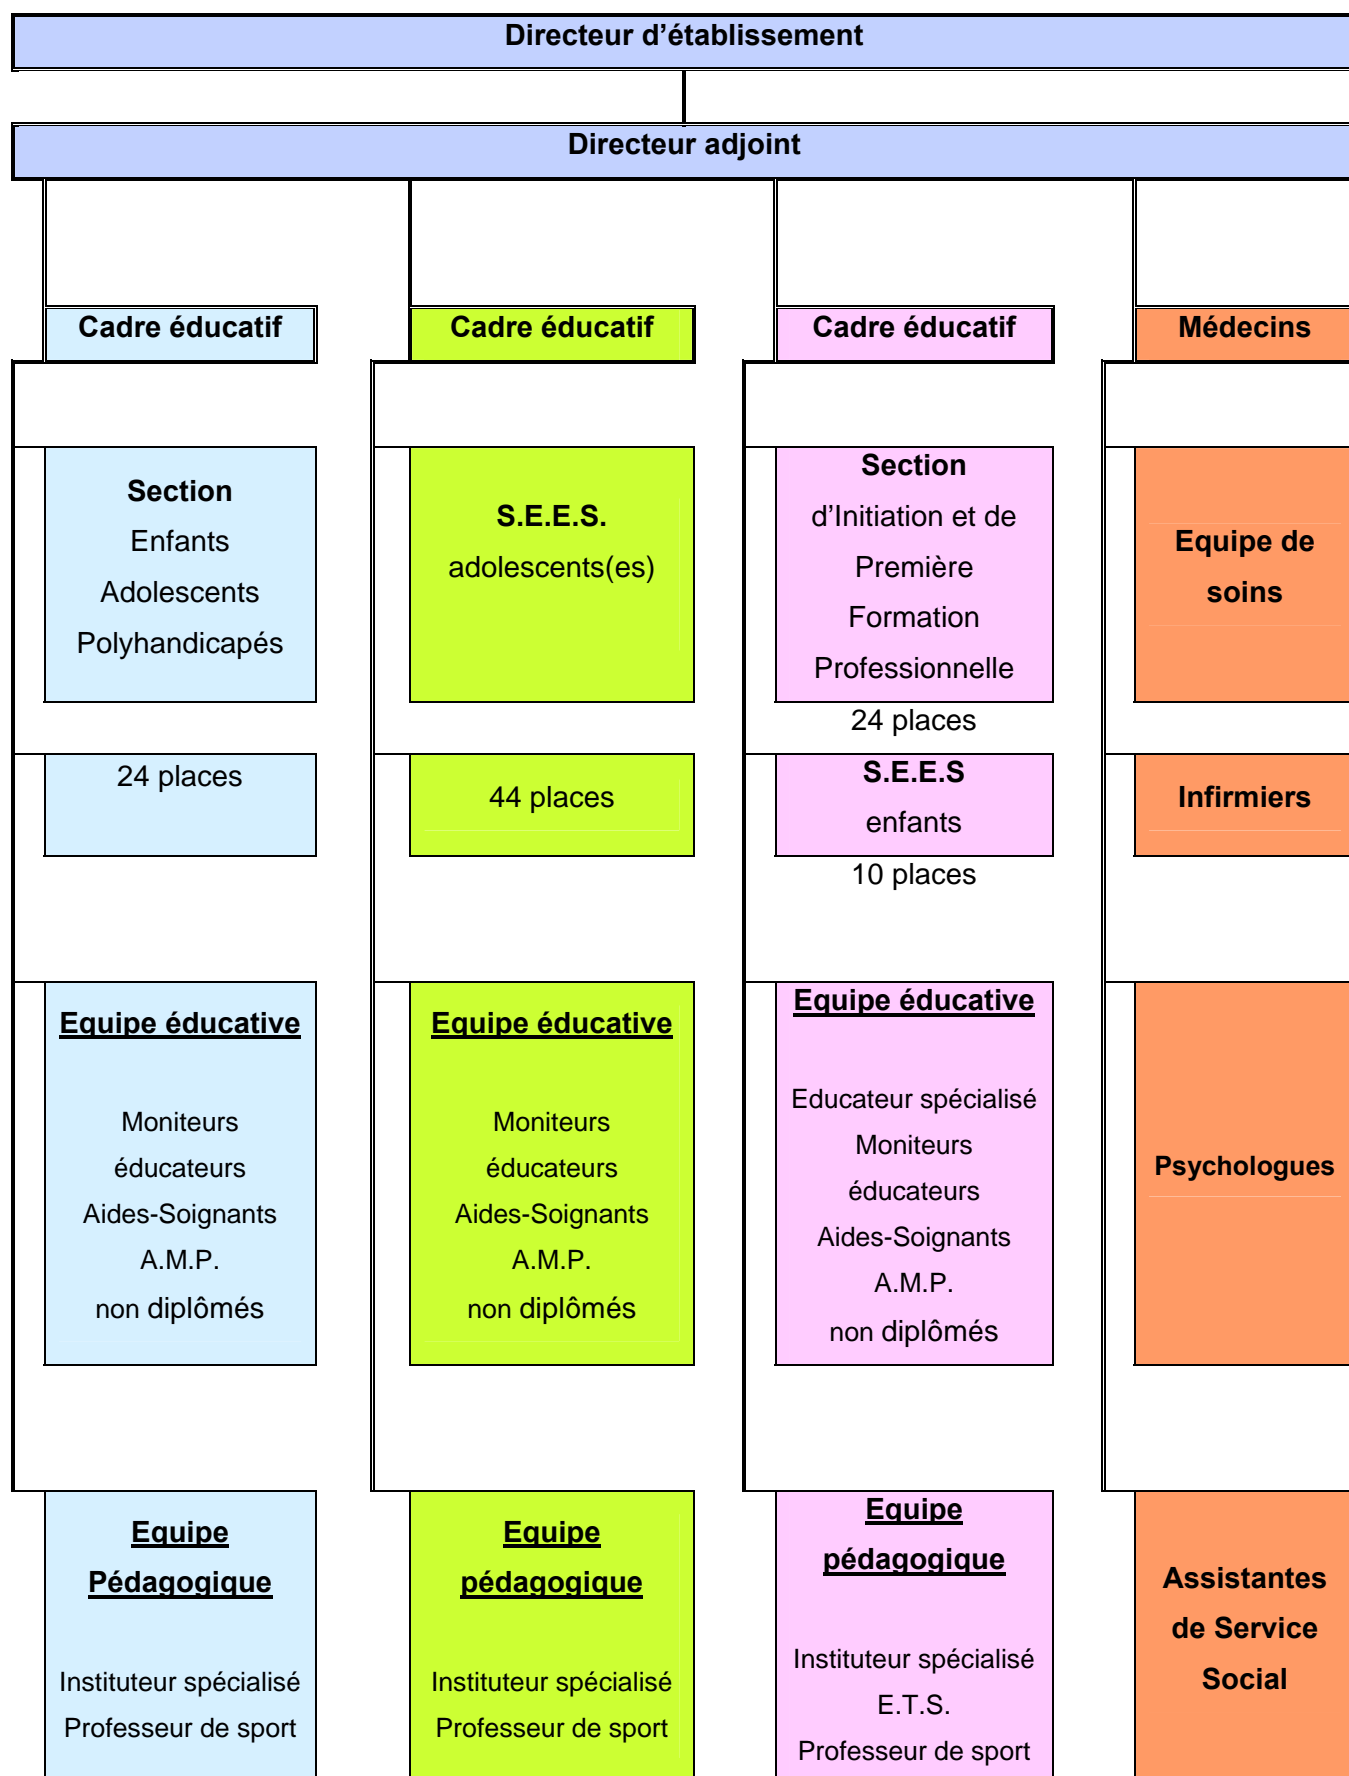 Directeur d’établissement
Directeur adjoint
Cadre éducatif
Cadre éducatif
Cadre éducatif
Médecins
Section
Enfants
Adolescents
Polyhandicapés
S.E.E.S.
adolescents(es)
Section
d’Initiation et de
Première
Formation
Professionnelle
24 places
Equipe de
soins
24 places
44 places
S.E.E.S
enfants
10 places
Infirmiers
Equipe éducative
Moniteurs
éducateurs
Aides-Soignants
A.M.P.
non diplômés
Equipe éducative
Moniteurs
éducateurs
Aides-Soignants
A.M.P.
non diplômés
Equipe éducative
Educateur spécialisé
Moniteurs
éducateurs
Aides-Soignants
A.M.P.
non diplômés
Psychologues
Equipe
Pédagogique
Instituteur spécialisé
Professeur de sport
Equipe
pédagogique
Instituteur spécialisé
Professeur de sport
Equipe
pédagogique
Instituteur spécialisé
E.T.S.
Professeur de sport
Assistantes
de Service
Social